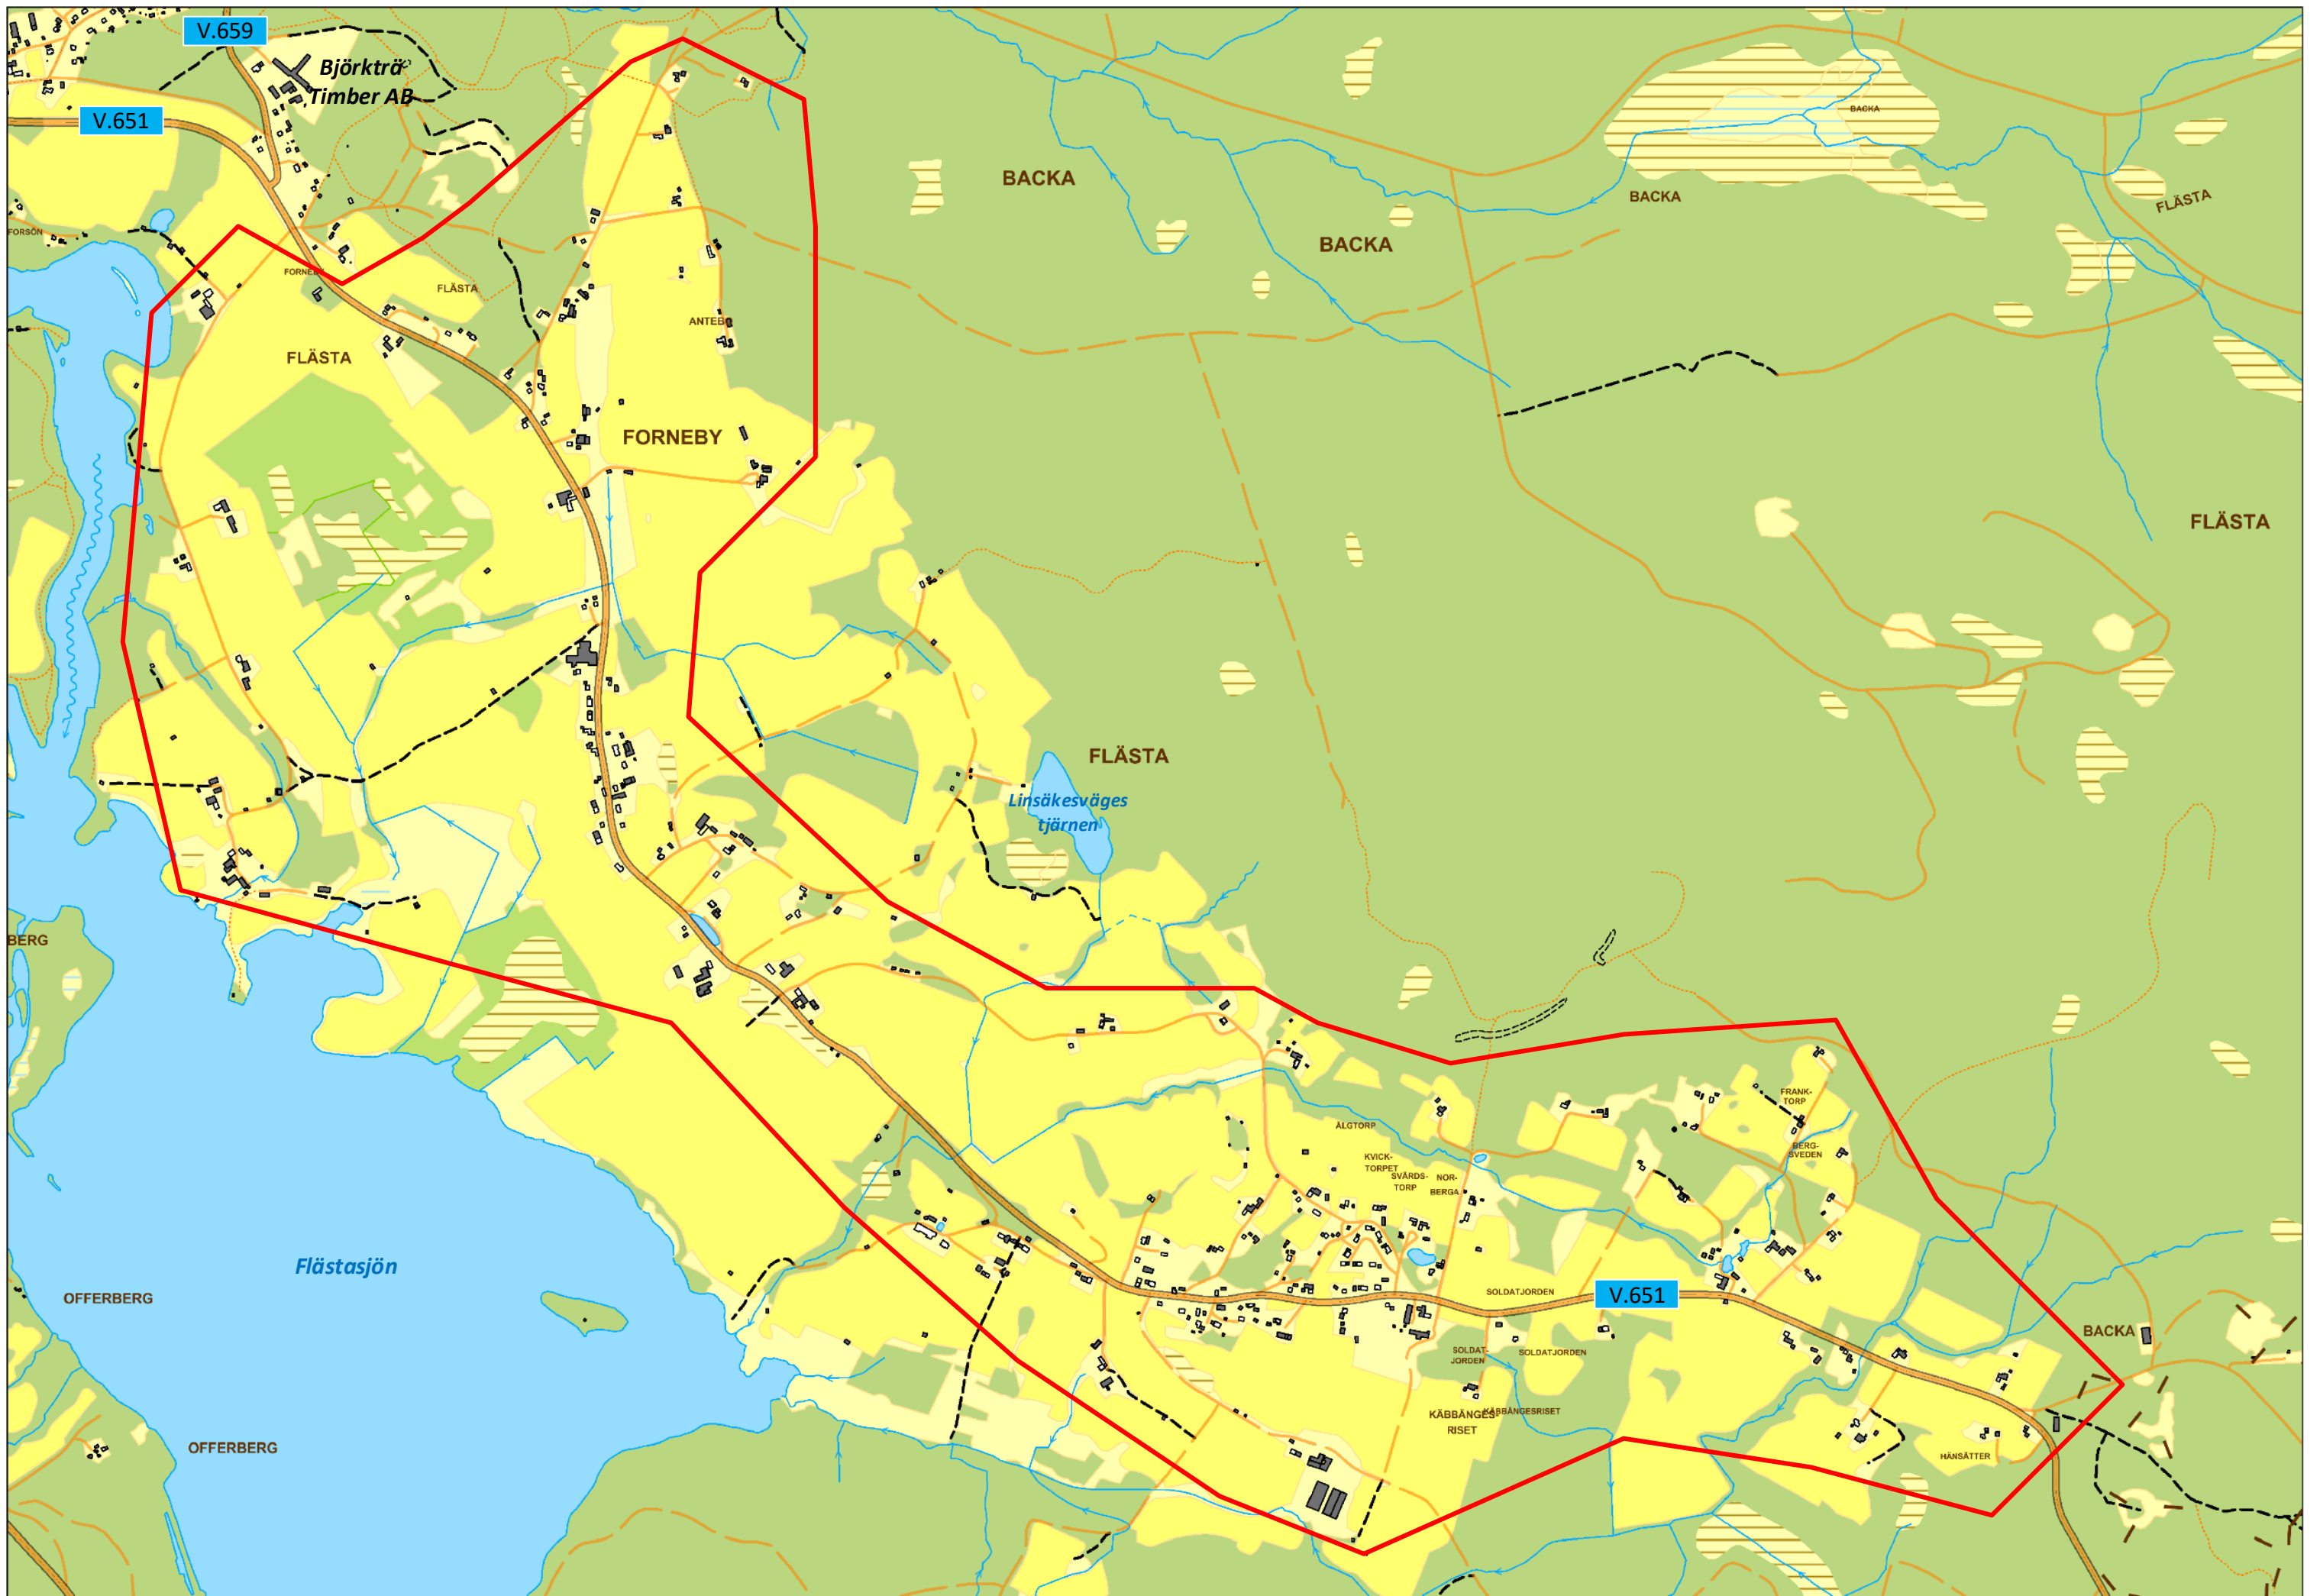 V.659
Björkträ
Timber AB
V.651
BACKA
BACKA
BACKA
BACKA
FLÄSTA
FORSÖN
FORNEBY
FLÄSTA
ANTEBO
FLÄSTA
FORNEBY
FLÄSTA
FLÄSTA
Linsäkesväges
tjärnen
BERG
FRANK-
TORP
ÄLGTORP
BERG-
SVEDEN
KVICK-
TORPET
SVÄRDS-
TORP
NOR-
BERGA
Flästasjön
OFFERBERG
SOLDATJORDEN
V.651
BACKA
SOLDAT-
JORDEN
SOLDATJORDEN
KÄBBÄNGES-
RISET
KÄBBÄNGESRISET
OFFERBERG
HÄNSÄTTER